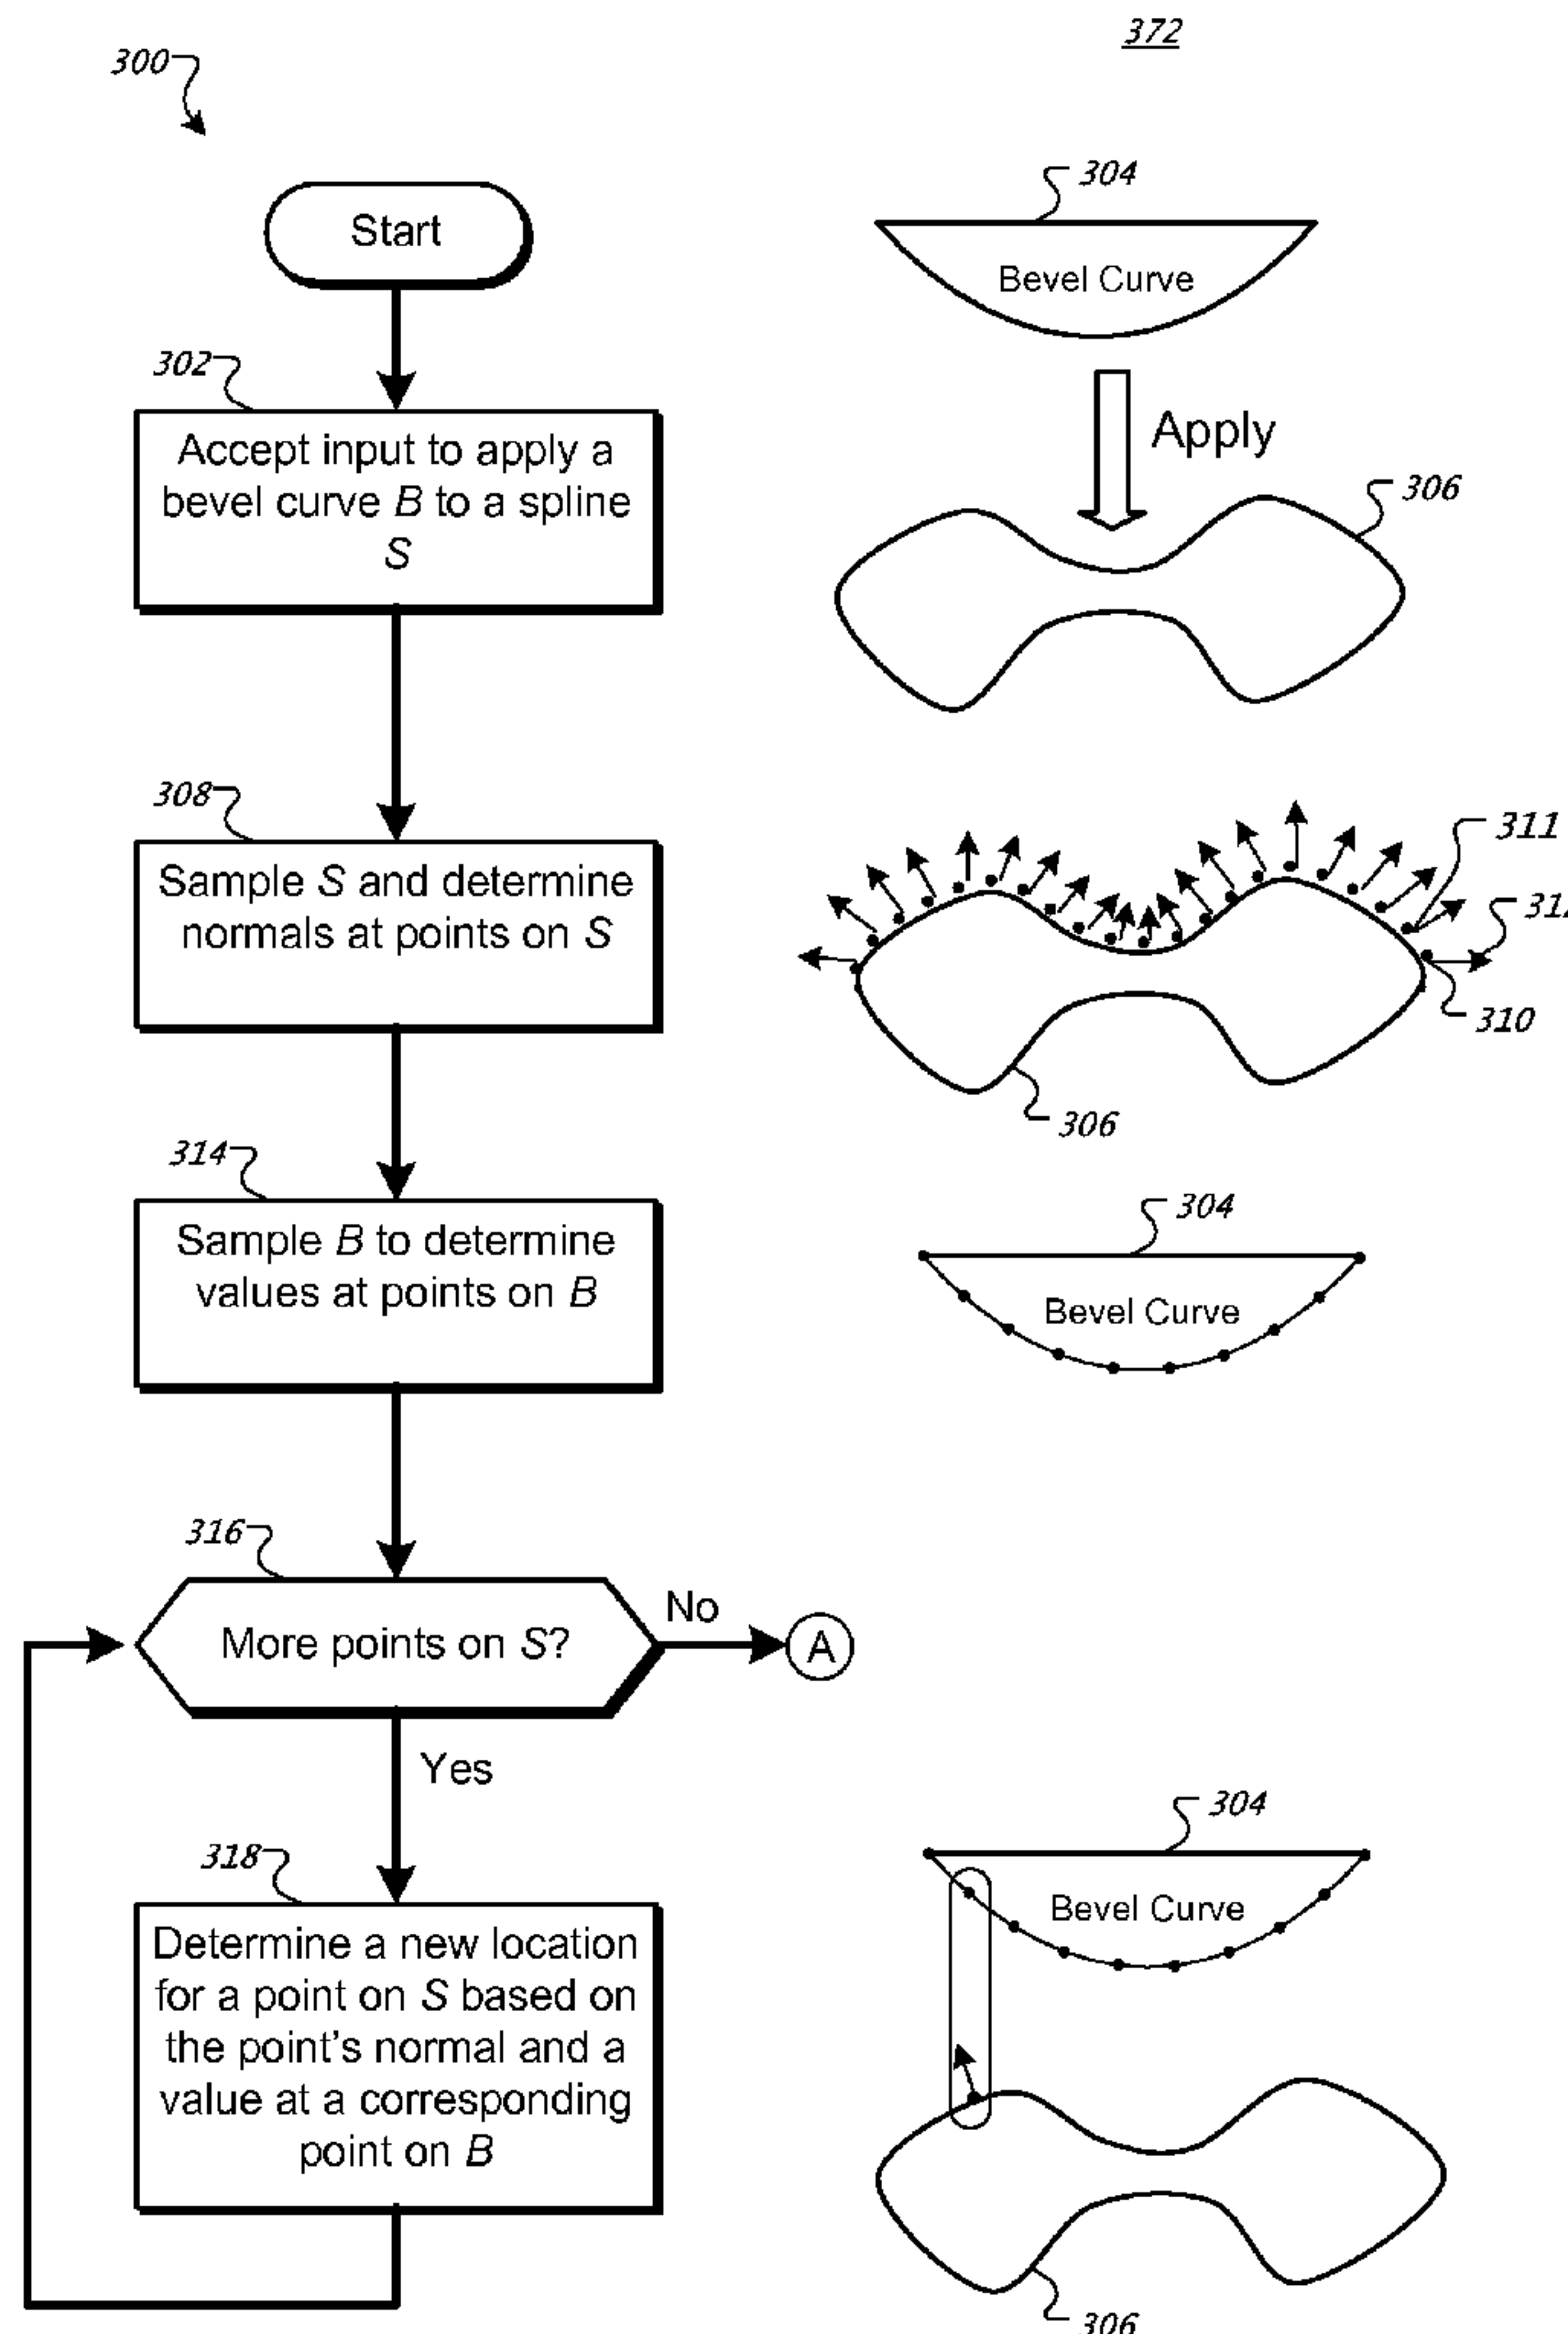 372
300
Start
304
Bevel Curve
302
Accept input to apply a
bevel curve B to a spline
S
Apply
306
308
Sample S and determine
normals at points on S
311
312
310
306
314
Sample B to determine
values at points on B
304
Bevel Curve
316
More points on S?
No
A
Yes
304
Bevel Curve
318
Determine a new location
for a point on S based on
the point's normal and a
value at a corresponding
point on B
306